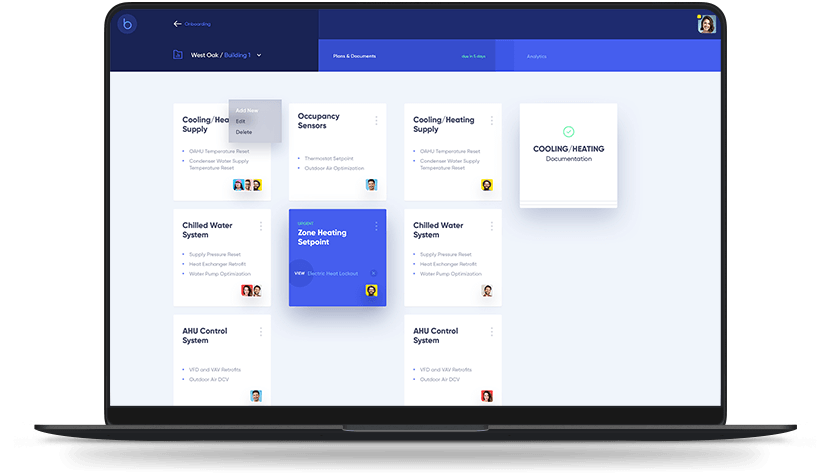 b
Onboarding
West Oak / Building 1
Plans & Documents
due in 5 days
Analytics
Cooling/Hea
Supply
Add New
Edit
Delete
OAHU Temperature Reset
Condenser Water Supply
Temperature Reset
Occupancy
Sensors
Thermostat Setpoint
Outdoor Air Optimization
Cooling/Heating
Supply
OAHU Temperature Reset
Condenser Water Supply
Temperature Reset
COOLING/HEATING
Documentation
Chilled Water
System
Supply Pressure Reset
Heat Exchanger Retrofit
Water Pump Optimization
URGENT
Zone Heating
Setpoint
VIEW Electric Heat Lockout
Chilled Water
System
Supply Pressure Reset
Heat Exchanger Retrofit
Water Pump Optimization
AHU Control
System
VFD and VAV Retrofits
Outdoor Air DCV
AHU Control
System
VFD and VAV Retrofits
Outdoor Air DCV